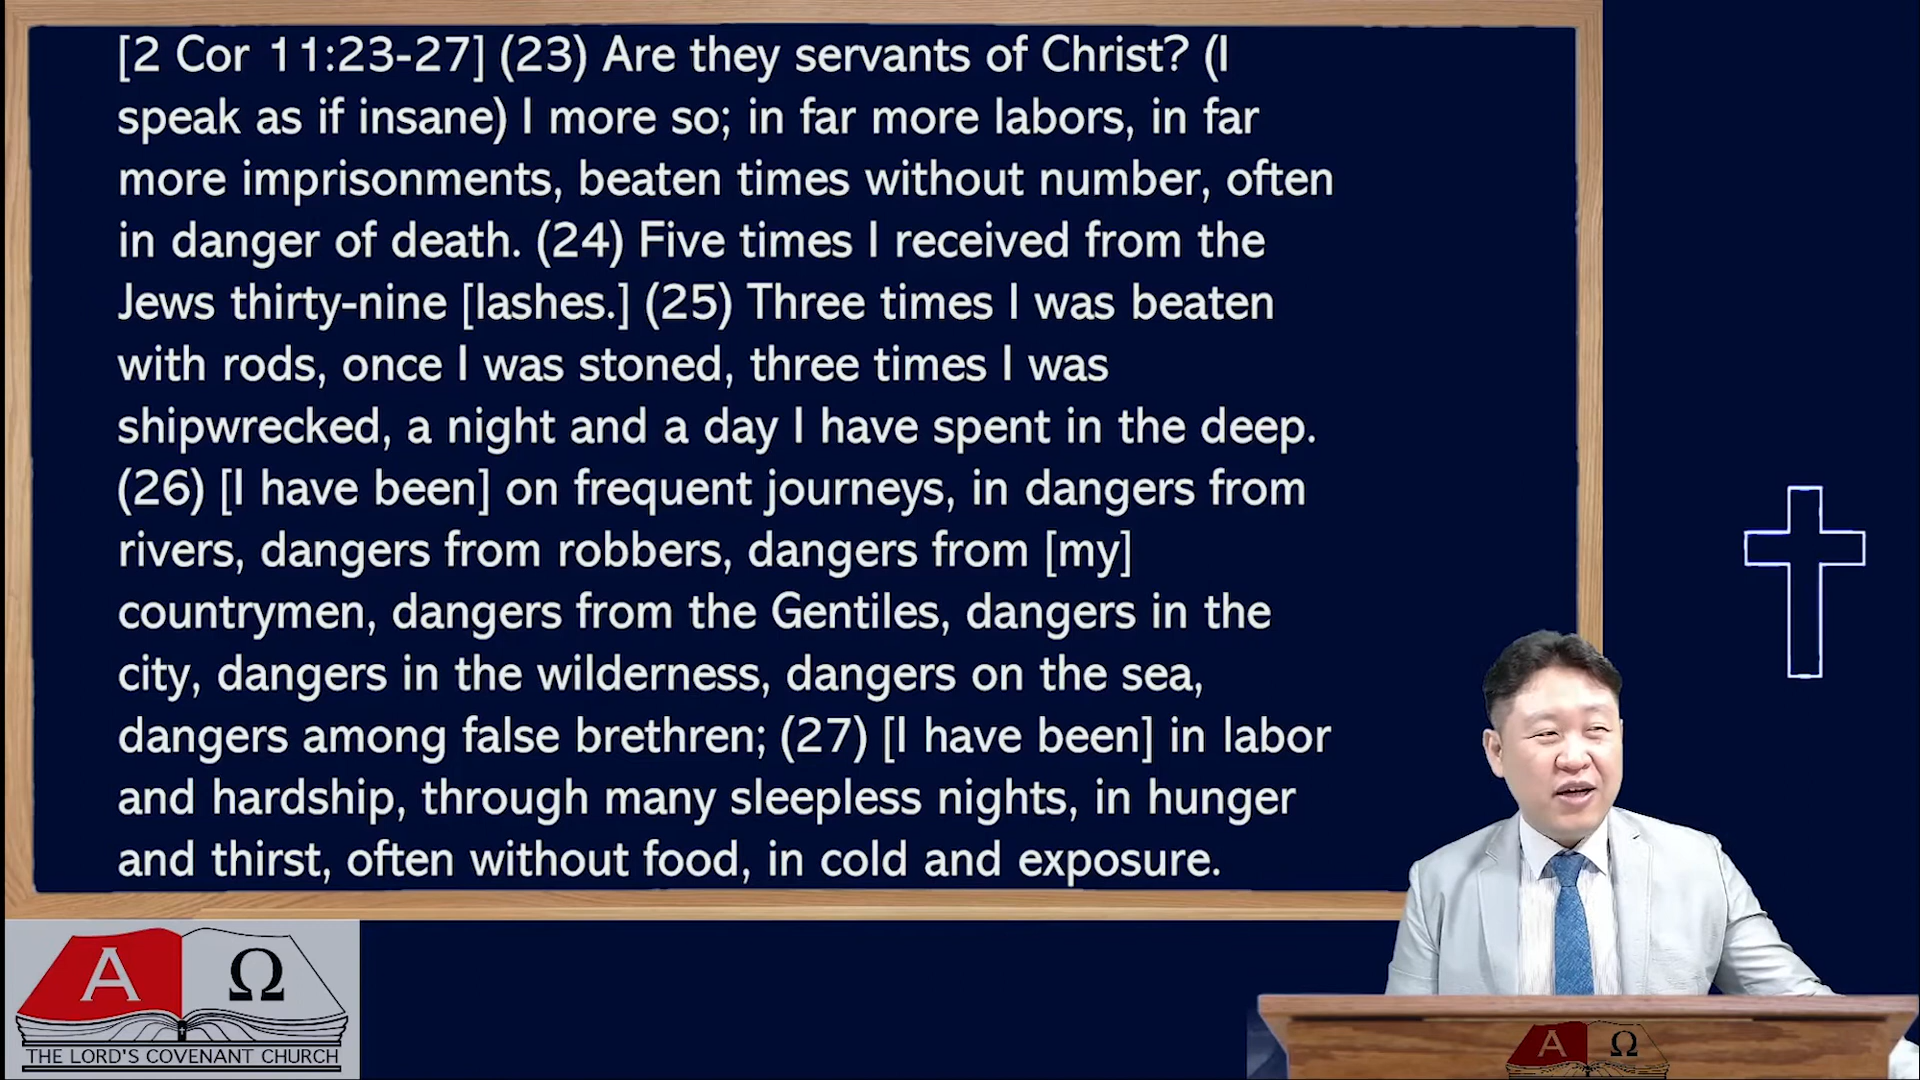 [2 Cor 11:23-27] (23) Are they servants of Christ? (I
speak as if insane) I more so; in far more labors, in far
more imprisonments, beaten times without number, often
in danger of death. (24) Five times I received from the
Jews thirty-nine [lashes.] (25) Three times I was beaten
with rods, once I was stoned, three times I was
shipwrecked, a night and a day I have spent in the deep.
(26) [I have been] on frequent journeys, in dangers from
rivers, dangers from robbers, dangers from [my]
countrymen, dangers from the Gentiles, dangers in the
city, dangers in the wilderness, dangers on the sea,
dangers among false brethren; (27) [I have been] in labor
and hardship, through many sleepless nights, in hunger
and thirst, often without food, in cold and exposure.
A Ω
THE LORD'S COVENANT CHURCH
A Ω